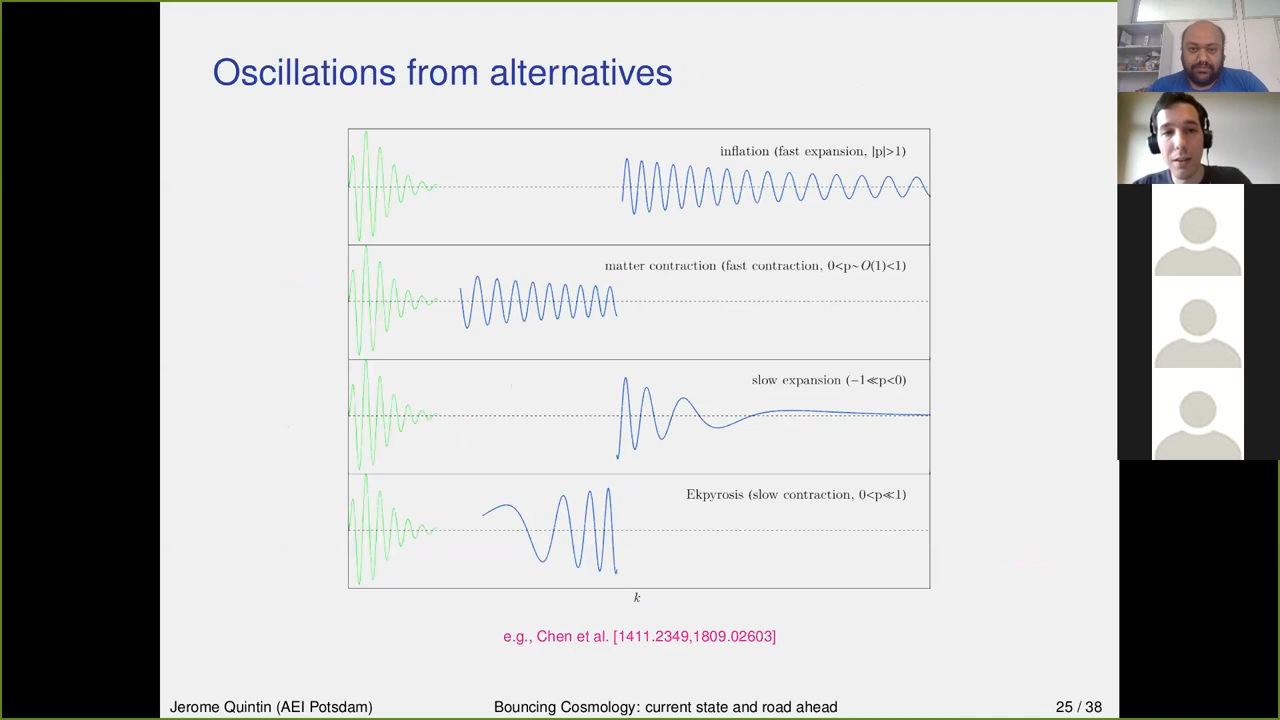 Oscillations from alternatives
inflation (fast expansion, |p|>1)
matter contraction (fast contraction, 0<p~O(1)<1)
slow expansion (−1≪p<0)
Ekpyrosis (slow contraction, 0<p≪1)
k
e.g., Chen et al. [1411.2349,1809.02603]
Jerome Quintin (AEI Potsdam)
Bouncing Cosmology: current state and road ahead
25 / 38